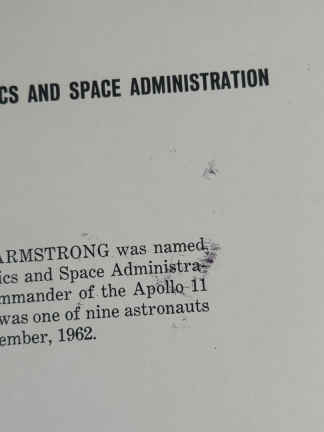 CS AND SPACE ADMINISTRATION
ARMSTRONG was named,
ics and Space Administra-
mmander of the Apollo 11
was one of nine astronauts
ember, 1962.